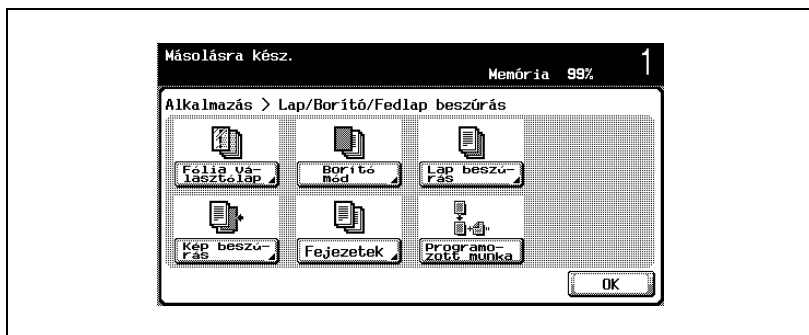 Másolásra kész.
Memória 99% 1
Alkalmazás > Lap/Borító/Fedlap beszúrás
Fólia vá-
lasztólap
Borító
mód
Lap beszú-
rás
Kép beszú-
rás
Fejezetek
Programo-
zott munka
OK